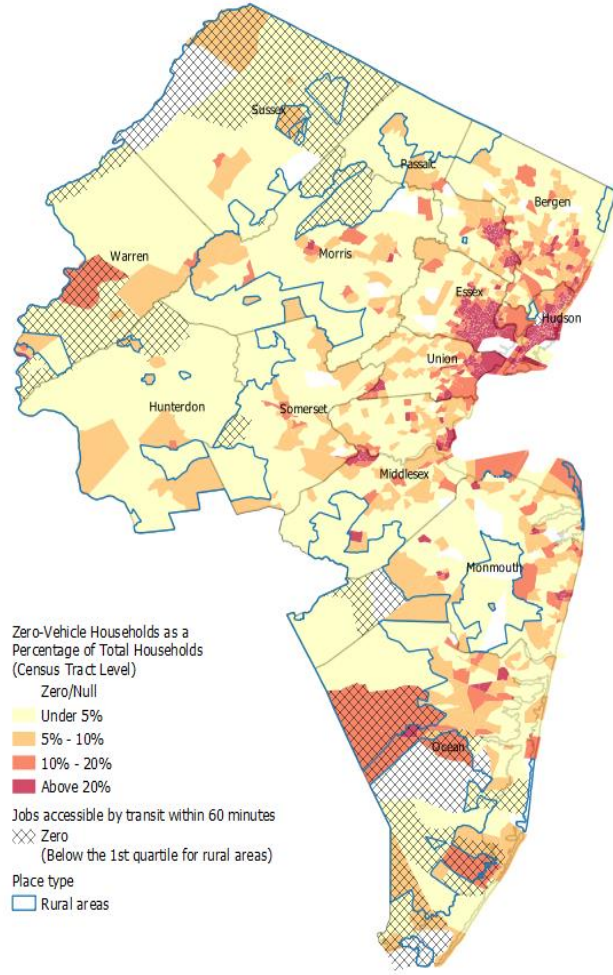 Sussex
Passaic
Bergen
Warren
Morris
Essex
Hudson
Union
Hunterdon
Somerset
Middlesex
Monmouth
Ocean
Zero-Vehicle Households as a
Percentage of Total Households
(Census Tract Level)
Zero/Null
Under 5%
5% - 10%
10% - 20%
Above 20%
Jobs accessible by transit within 60 minutes
Zero
(Below the 1st quartile for rural areas)
Place type
Rural areas